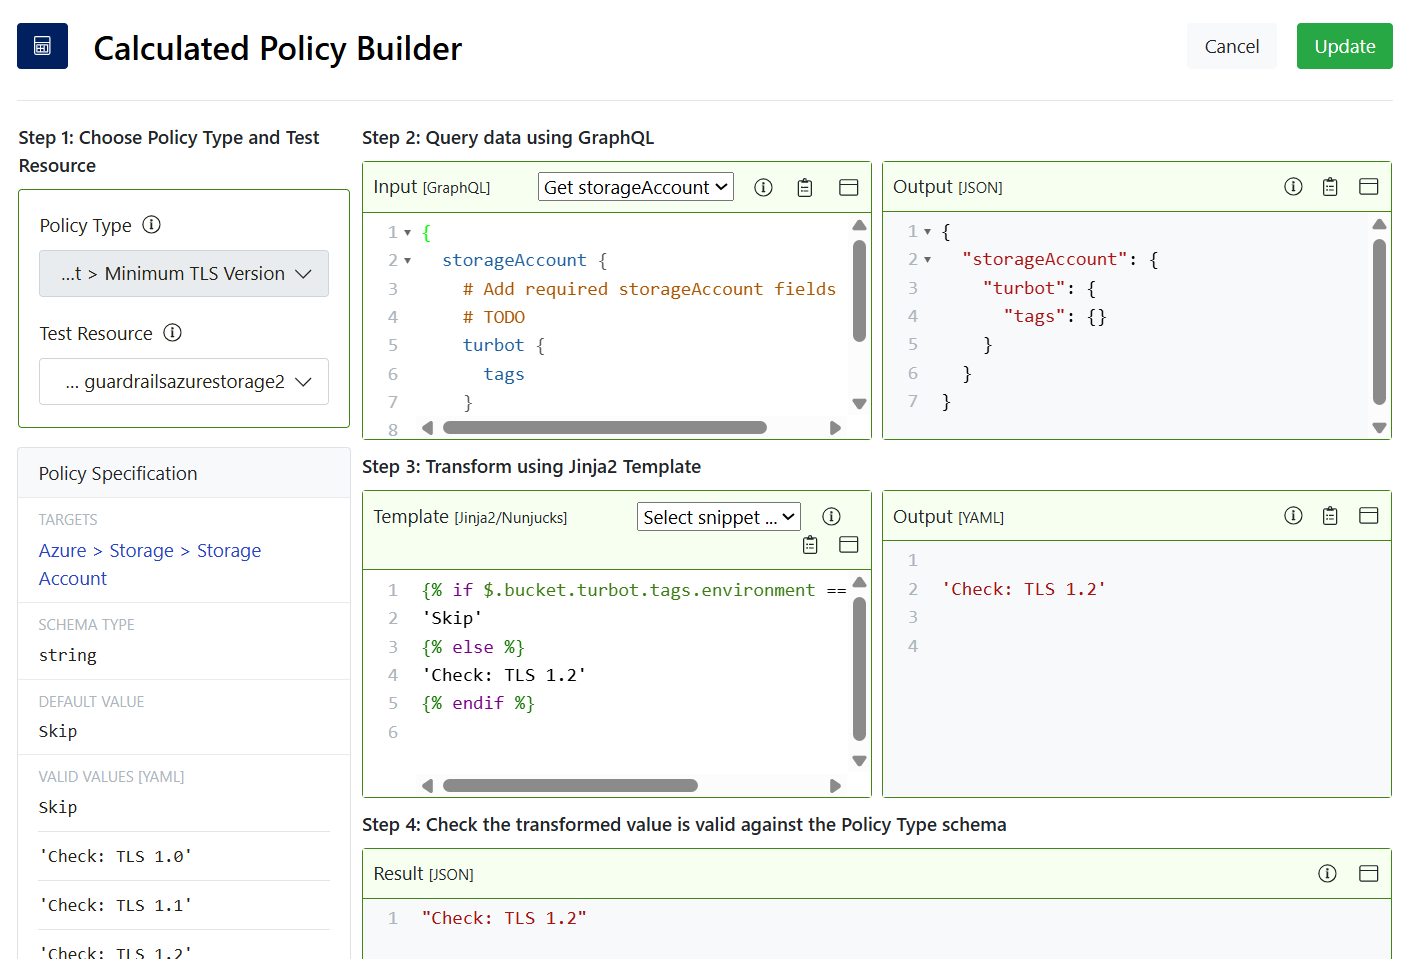 Calculated Policy Builder
Cancel
Update
Step 1: Choose Policy Type and Test
Resource
Policy Type
...t > Minimum TLS Version
Test Resource
... guardrailsazurestorage2
Policy Specification
TARGETS
Azure > Storage > Storage
Account
SCHEMA TYPE
string
DEFAULT VALUE
Skip
VALID VALUES [YAML]
Skip
'Check: TLS 1.0'
'Check: TLS 1.1'
'Check: TLS 1.2'
Step 2: Query data using GraphQL
Input [GraphQL]
Get storageAccount
1 {
2 storageAccount {
3 # Add required storageAccount fields
4 # TODO
5 turbot {
6 tags
7 }
8
Output [JSON]
1 {
2 "storageAccount": {
3 "turbot": {
4 "tags": {}
5 }
6 }
7 }
Step 3: Transform using Jinja2 Template
Template [Jinja2/Nunjucks]
Select snippet ...
1 {% if $.bucket.turbot.tags.environment ==
2 'Skip'
3 {% else %}
4 'Check: TLS 1.2'
5 {% endif %}
6
Output [YAML]
1
2 'Check: TLS 1.2'
3
4
Step 4: Check the transformed value is valid against the Policy Type schema
Result [JSON]
1 "Check: TLS 1.2"